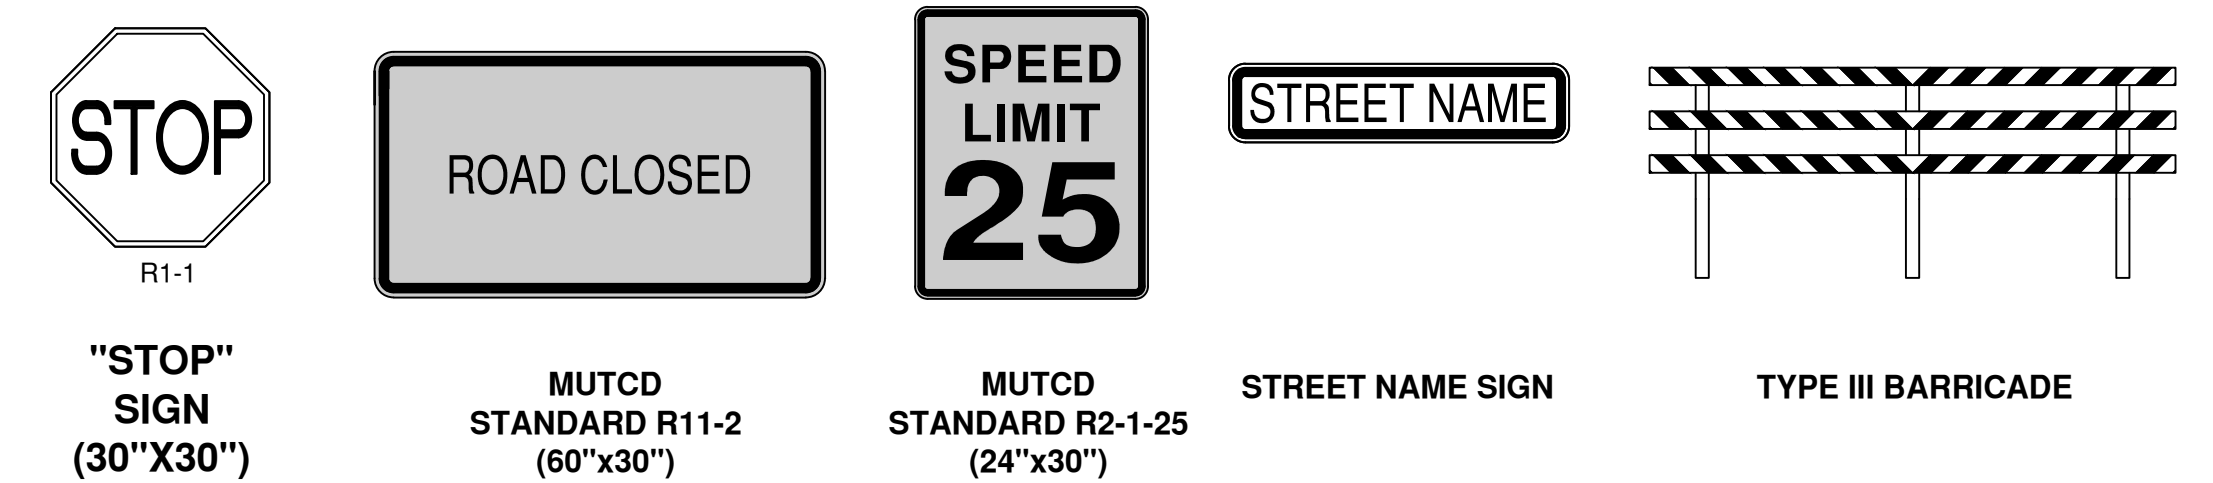 STOP
R1-1
"STOP"
SIGN
(30"X30")
ROAD CLOSED
MUTCD
STANDARD R11-2
(60"x30")
SPEED
LIMIT
25
MUTCD
STANDARD R2-1-25
(24"x30")
STREET NAME
STREET NAME SIGN
TYPE III BARRICADE